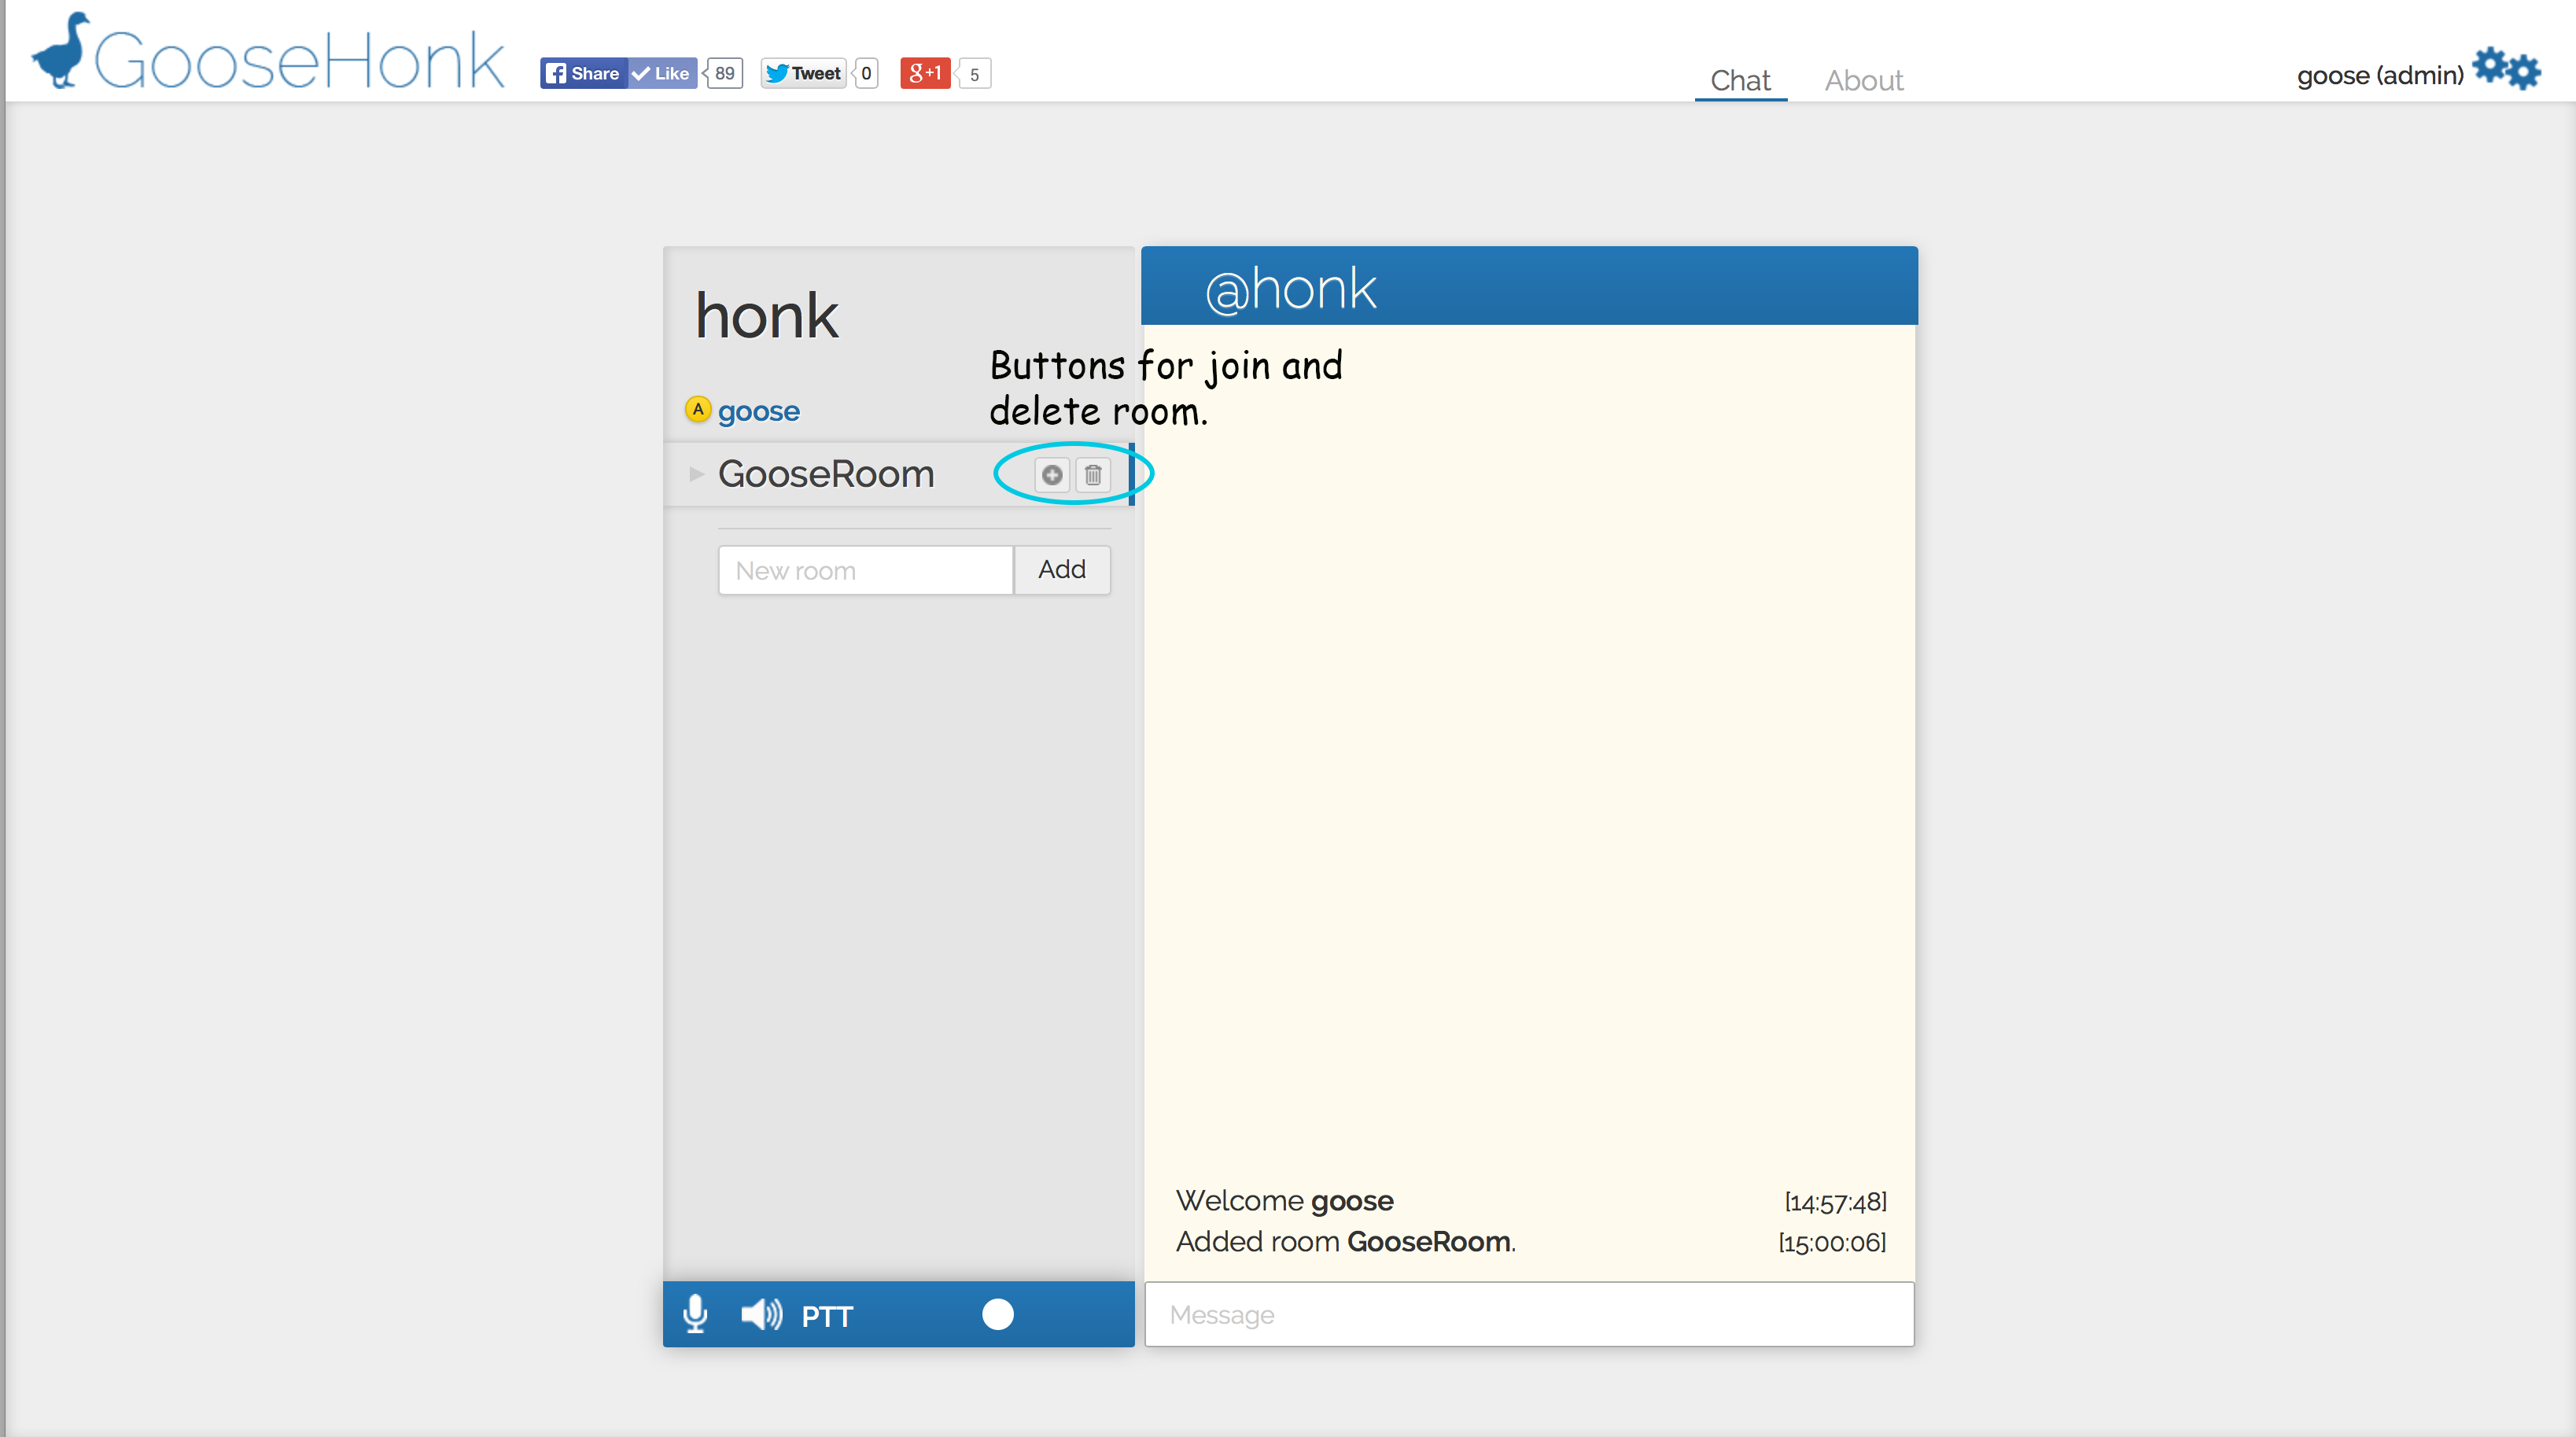 GooseHonk
Share Like 89 Tweet 0 g+1 5
Chat About
goose (admin)
honk
@honk
Buttons for join and
delete room.
A goose
GooseRoom
New room Add
Welcome goose [14:57:48]
Added room GooseRoom. [15:00:06]
PTT
Message